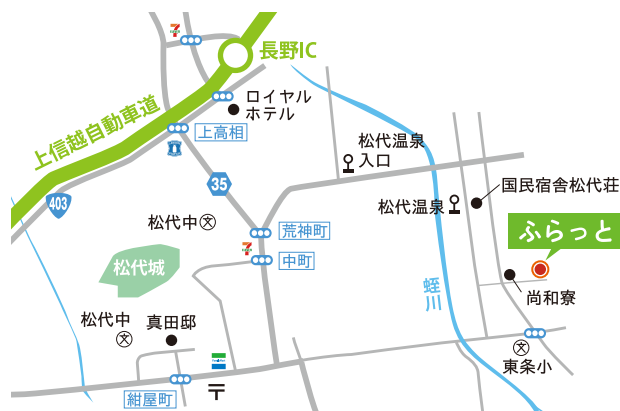 長野IC
上信越自動車道
ロイヤル
ホテル
上高相
403
35
松代温泉
入口
国民宿舎松代荘
松代温泉
松代中
文
荒神町
ふらっと
中町
松代城
尚和寮
蛭川
松代中
文
真田邸
文
東条小
紺屋町
〒